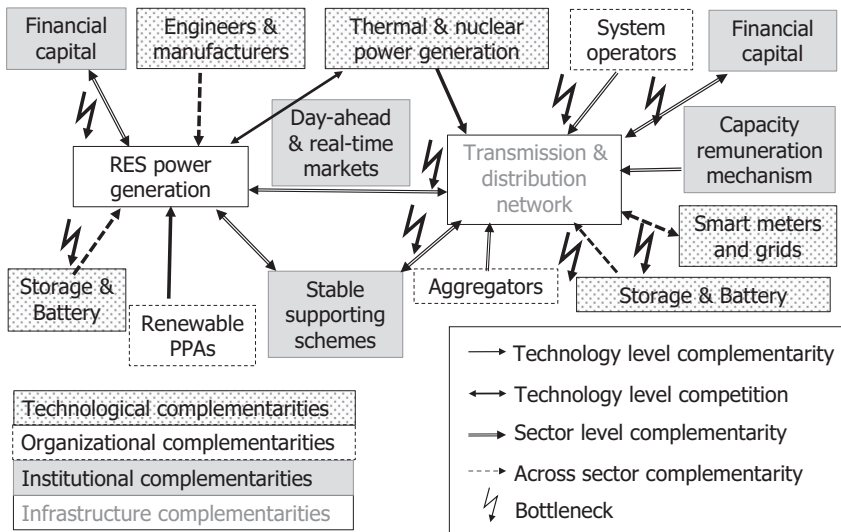 Financial
capital
Engineers &
manufacturers
Thermal & nuclear
power generation
System
operators
Financial
capital
Day-ahead
& real-time
markets
Capacity
remuneration
mechanism
RES power
generation
Transmission &
distribution
network
Smart meters
and grids
Storage &
Battery
Renewable
PPAs
Stable
supporting
schemes
Aggregators
Storage & Battery
Technological complementarities
Organizational complementarities
Institutional complementarities
Infrastructure complementarities
Technology level complementarity
Technology level competition
Sector level complementarity
Across sector complementarity
Bottleneck